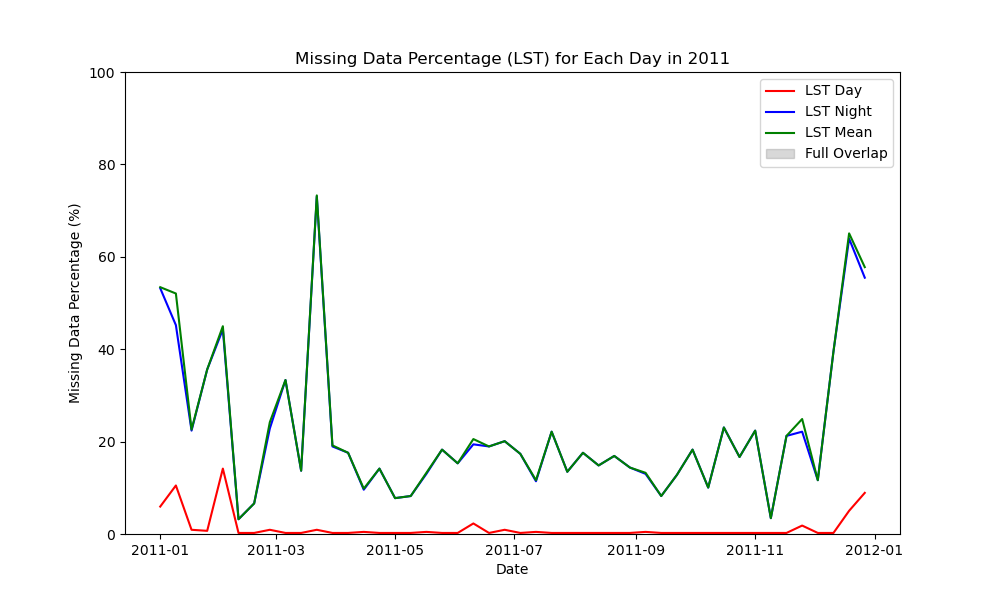 Missing Data Percentage (LST) for Each Day in 2011
Missing Data Percentage (%)
100
80
60
40
20
0
LST Day
LST Night
LST Mean
Full Overlap
2011-01
2011-03
2011-05
2011-07
2011-09
2011-11
2012-01
Date